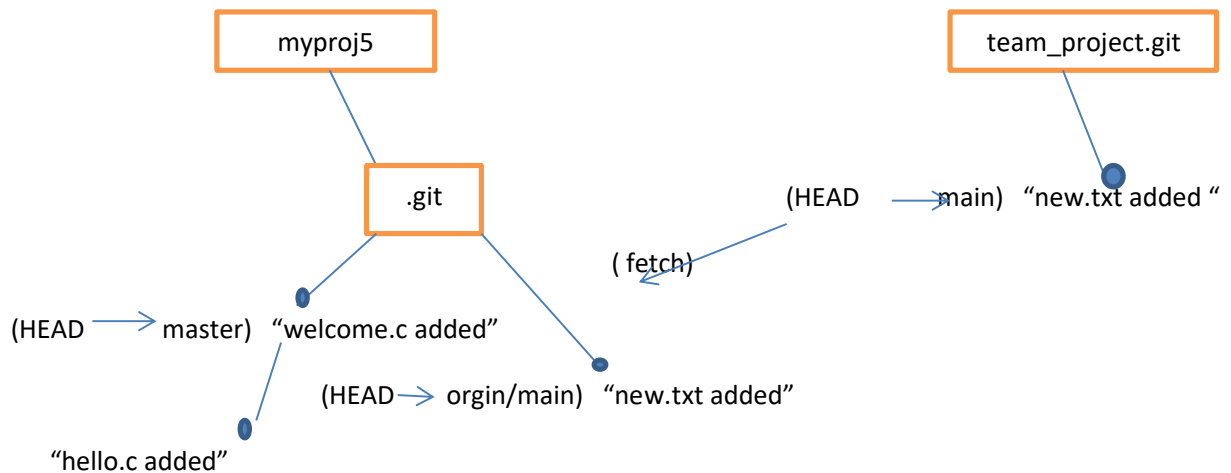 myproj5
team_project.git
.git
(HEAD main) “new.txt added “
( fetch)
(HEAD master) “welcome.c added”
(HEAD orgin/main) “new.txt added”
“hello.c added”